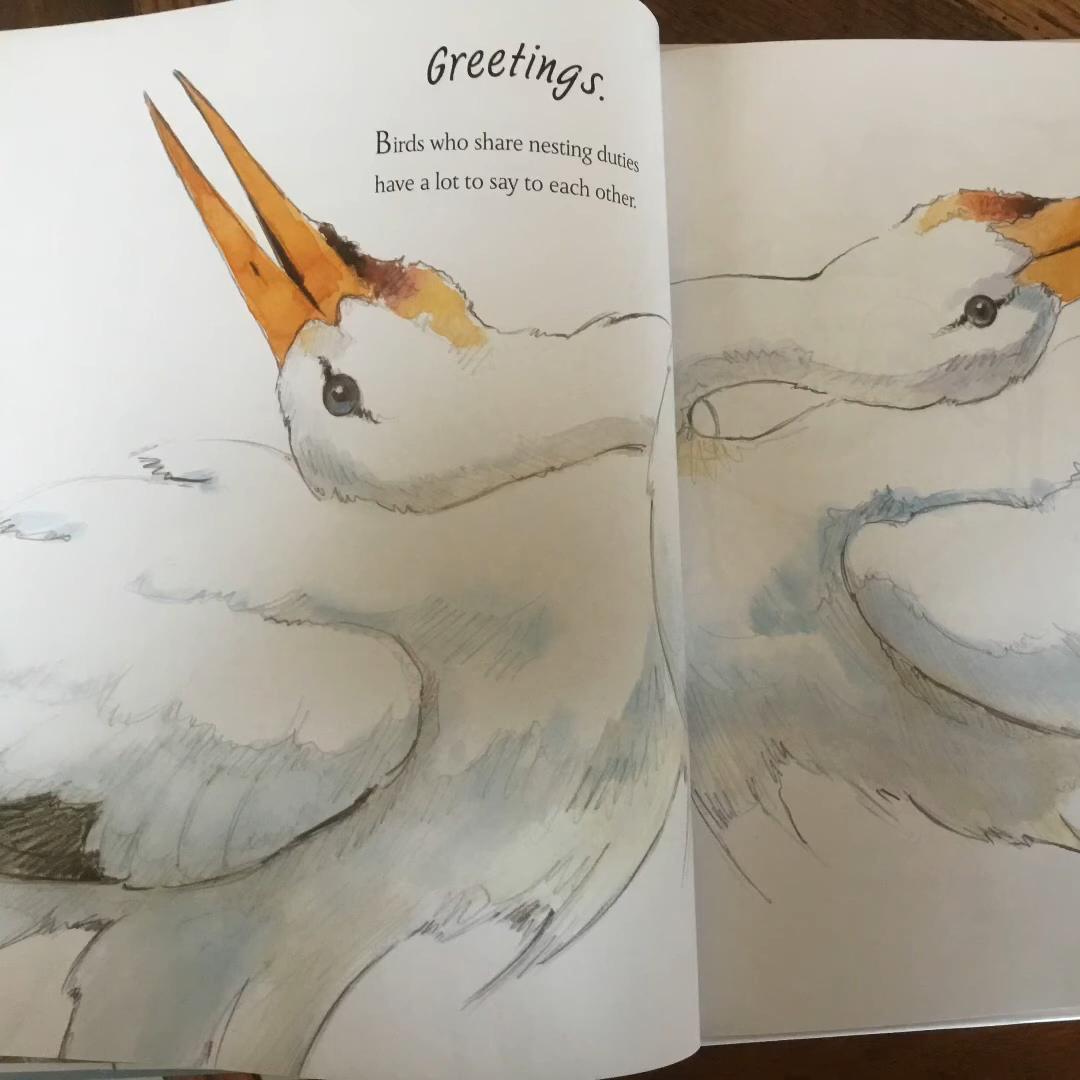 Greetings.
Birds who share nesting duties
have a lot to say to each other.